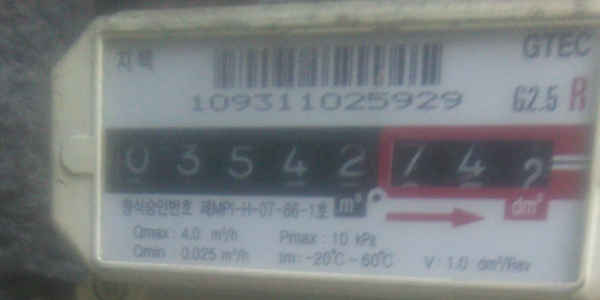 지 백
GTEC
109311025929
G2.5 R
03542742
형식승인번호 제MPI-H-07-86-1호 m³ dm³
Qmax : 4.0 m³/h Pmax : 10 kPa
Qmin : 0.025 m³/h tm: -20℃ ~ 60℃ V : 1.0 dm³/Rev